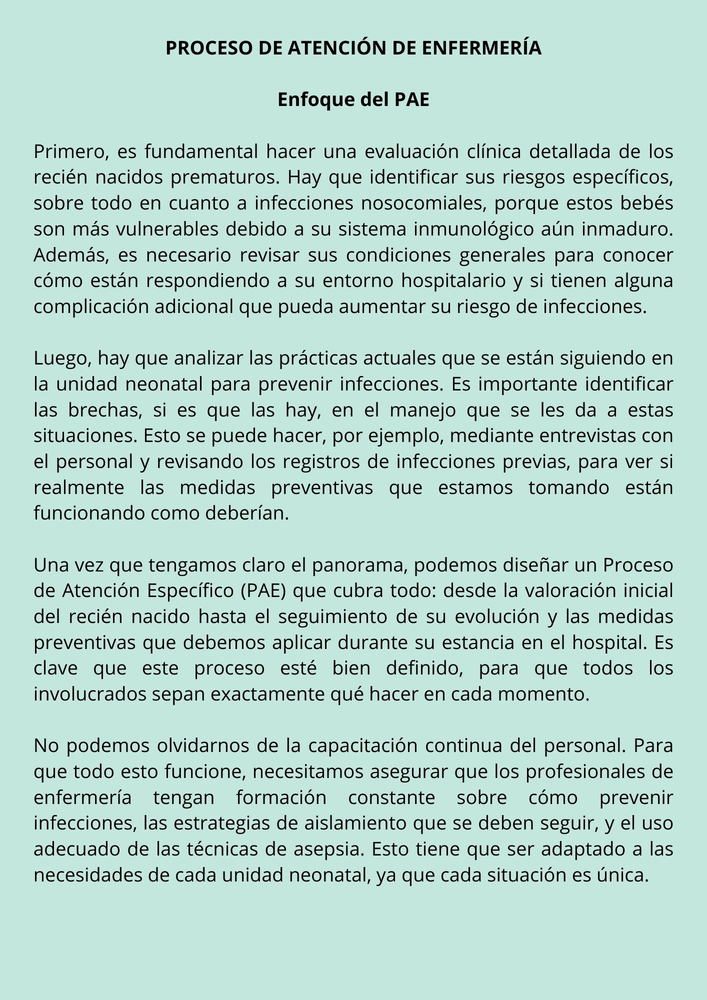 PROCESO DE ATENCIÓN DE ENFERMERÍA
Enfoque del PAE
Primero, es fundamental hacer una evaluación clínica detallada de los
recién nacidos prematuros. Hay que identificar sus riesgos específicos,
sobre todo en cuanto a infecciones nosocomiales, porque estos bebés
son más vulnerables debido a su sistema inmunológico aún inmaduro.
Además, es necesario revisar sus condiciones generales para conocer
cómo están respondiendo a su entorno hospitalario y si tienen alguna
complicación adicional que pueda aumentar su riesgo de infecciones.
Luego, hay que analizar las prácticas actuales que se están siguiendo en
la unidad neonatal para prevenir infecciones. Es importante identificar
las brechas, si es que las hay, en el manejo que se les da a estas
situaciones. Esto se puede hacer, por ejemplo, mediante entrevistas con
el personal y revisando los registros de infecciones previas, para ver si
realmente las medidas preventivas que estamos tomando están
funcionando como deberían.
Una vez que tengamos claro el panorama, podemos diseñar un Proceso
de Atención Específico (PAE) que cubra todo: desde la valoración inicial
del recién nacido hasta el seguimiento de su evolución y las medidas
preventivas que debemos aplicar durante su estancia en el hospital. Es
clave que este proceso esté bien definido, para que todos los
involucrados sepan exactamente qué hacer en cada momento.
No podemos olvidarnos de la capacitación continua del personal. Para
que todo esto funcione, necesitamos asegurar que los profesionales de
enfermería tengan formación constante sobre cómo prevenir
infecciones, las estrategias de aislamiento que se deben seguir, y el uso
adecuado de las técnicas de asepsia. Esto tiene que ser adaptado a las
necesidades de cada unidad neonatal, ya que cada situación es única.